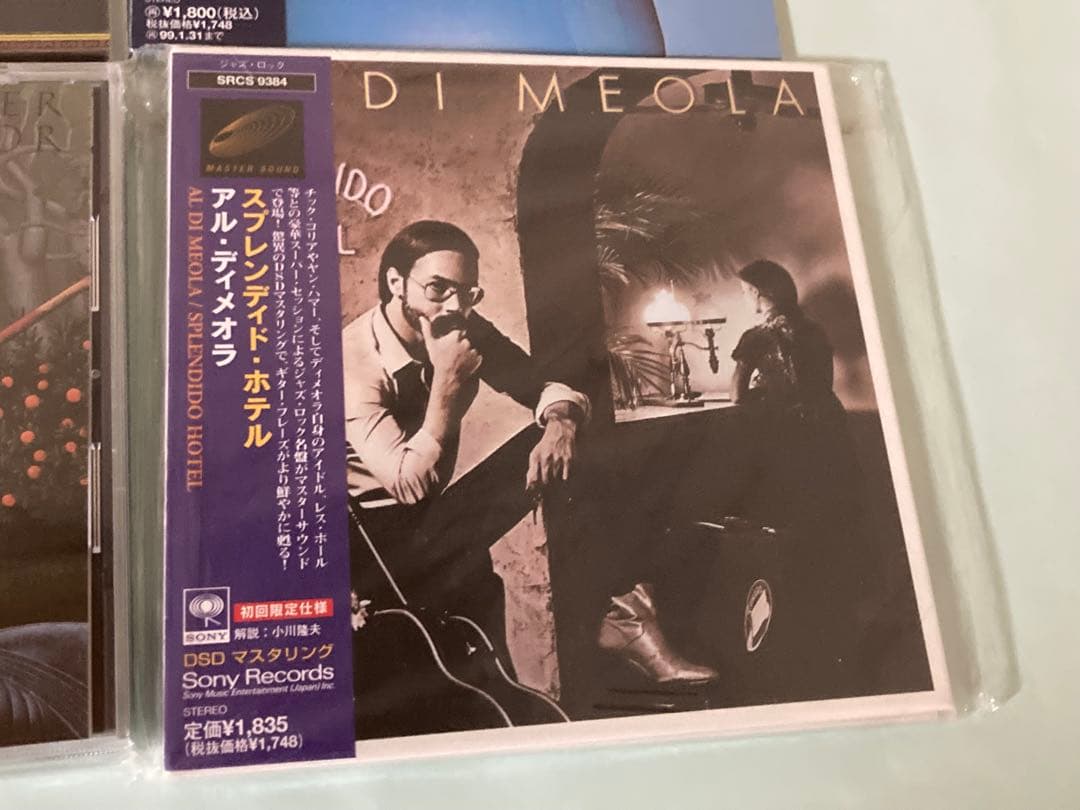 STEREO
再¥1,800(税込)
税抜価格¥1,748
再99.1.31まで
ER
OR
ジャズ・ロック
SRCS 9384
MASTER SOUND
チック・コリアやヤン・ハマー、そしてディメオラ自身のアイドル、レス・ポール
等との豪華スーパー・セッションによるジャズ・ロック名盤がマスターサウンド
で登場！驚異のDSDマスタリングで、ギター・フレーズがより鮮やかに甦る！
スプレンディド・ホテル
アル・ディメオラ
AL DI MEOLA / SPLENDIDO HOTEL
SONY
初回限定仕様
解説：小川隆夫
DSD マスタリング
Sony Records
Sony Music Entertainment (Japan) Inc.
STEREO
定価¥1,835
(税抜価格¥1,748)
DI MEOLA
IDO
L